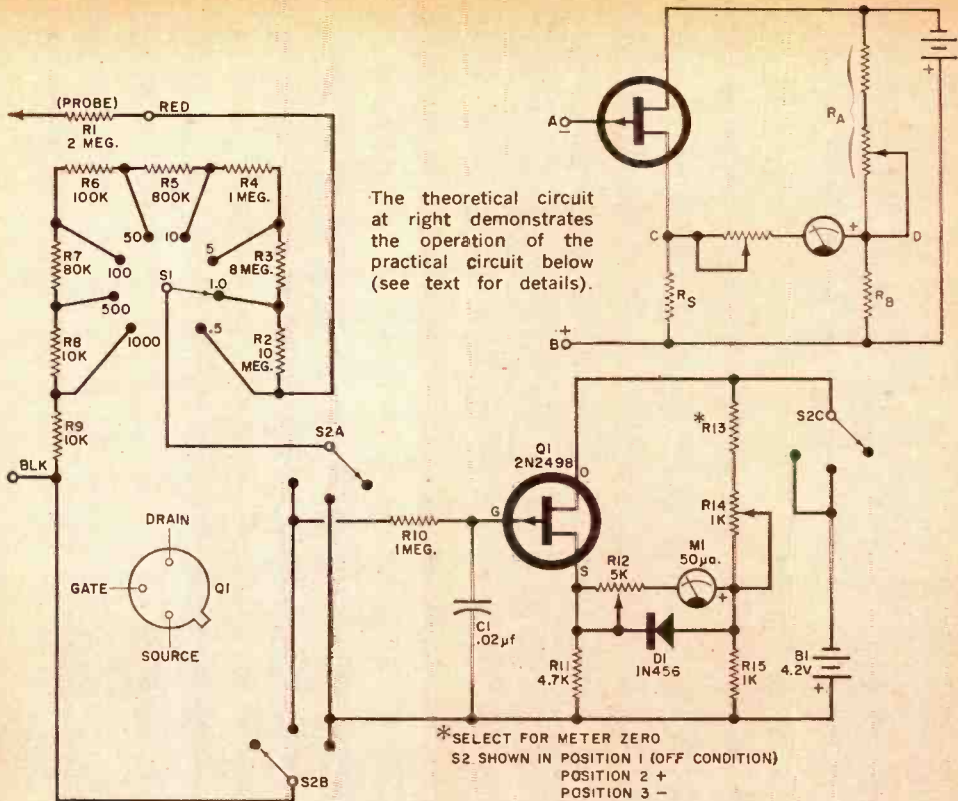 (PROBE)
RED
R1
2 MEG.
R6
100K
R5
800K
R4
1 MEG.
50
10
R7
80K
100
S1
5
1.0
R3
8 MEG.
500
R8
10K
1000
.5
R2
10
MEG.
R9
10K
BLK
S2A
DRAIN
GATE
Q1
SOURCE
S2B
The theoretical circuit
at right demonstrates
the operation of the
practical circuit below
(see text for details).
A
−
+
RA
C
+
D
RS
RB
+
B
Q1
2N2498
D
G
S
R10
1MEG.
C1
.02µf
R12
5K
M1
50µa.
+
*R13
R14
1K
S2C
R11
4.7K
D1
1N456
R15
1K
B1
4.2V
+
*SELECT FOR METER ZERO
S2 SHOWN IN POSITION 1 (OFF CONDITION)
POSITION 2 +
POSITION 3 −